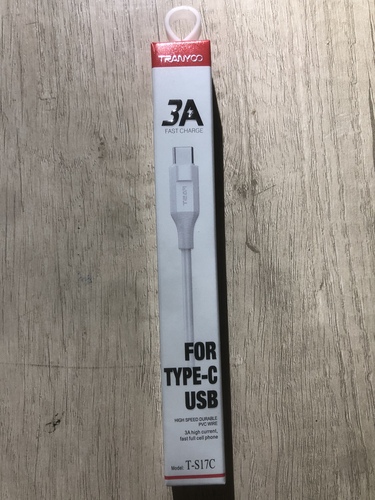 TRANYCO
3A
FAST CHARGE
FOR
TYPE-C
USB
HIGH SPEED DURABLE
PVC WIRE
3A high current,
fast full cell phone
Model: T-S17C